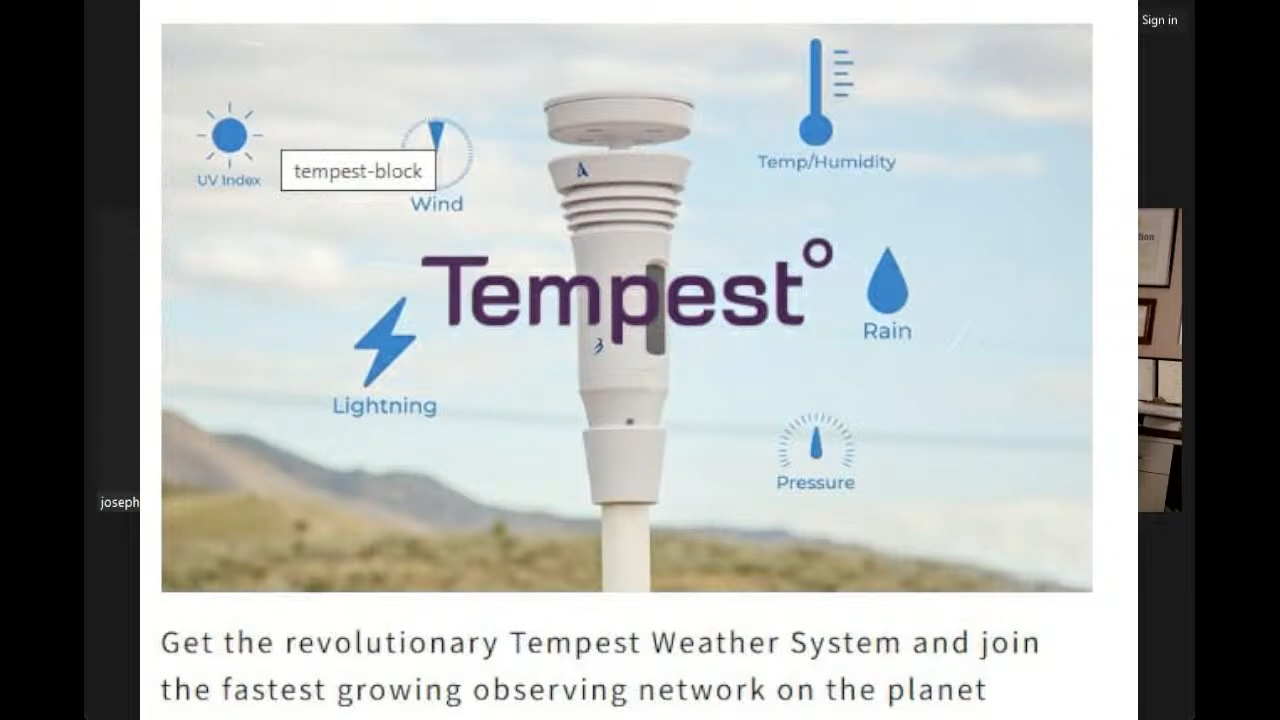 Sign in
UV Index
tempest-block
Wind
Temp/Humidity
Tempest°
Rain
Lightning
Pressure
joseph
Get the revolutionary Tempest Weather System and join
the fastest growing observing network on the planet